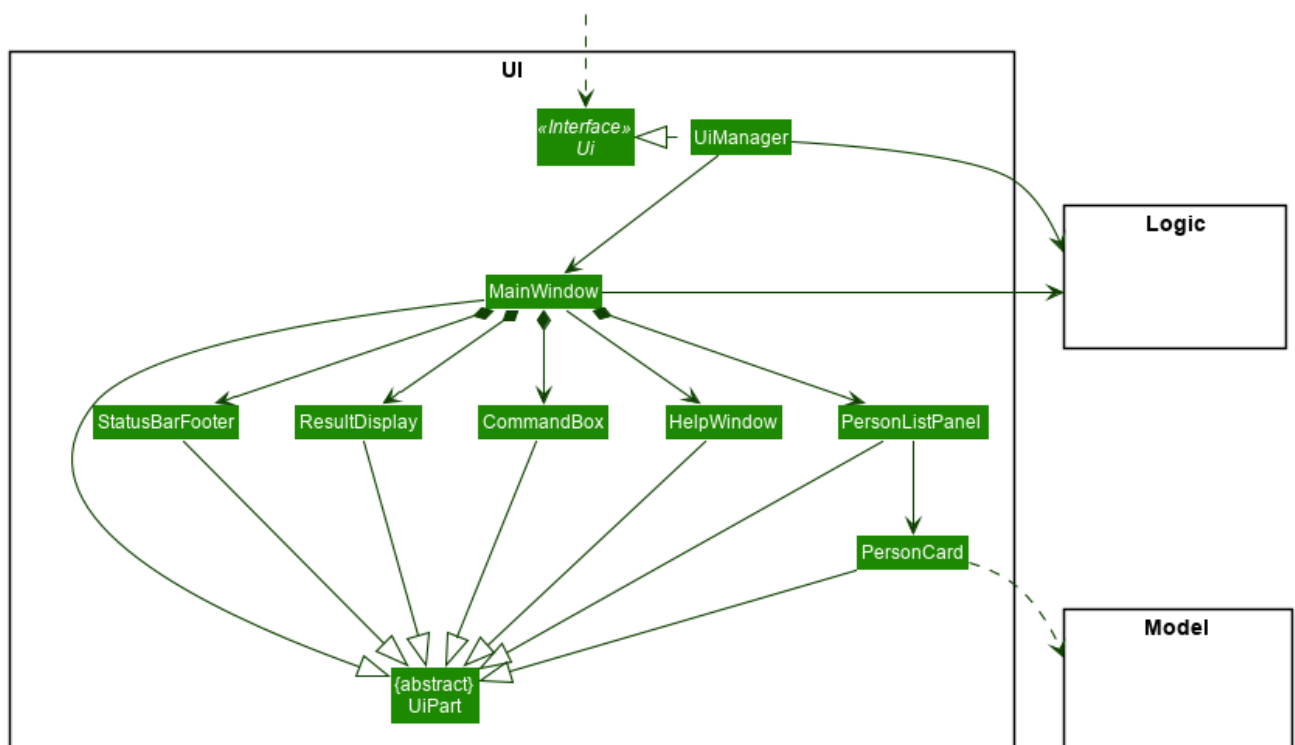 UI
«Interface»
Ui
UiManager
Logic
MainWindow
StatusBarFooter
ResultDisplay
CommandBox
HelpWindow
PersonListPanel
PersonCard
Model
{abstract}
UiPart